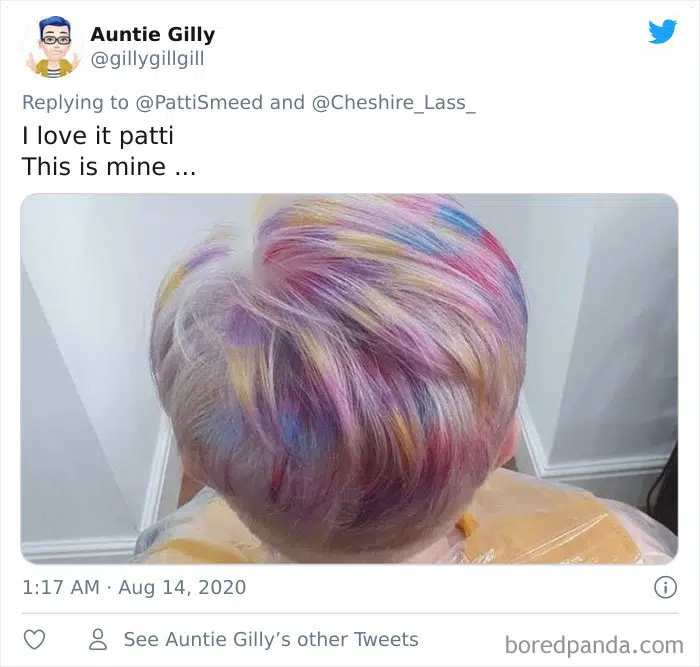 Auntie Gilly
@gillygillgill
Replying to @PattiSmeed and @Cheshire_Lass_
I love it patti
This is mine ...
1:17 AM · Aug 14, 2020
See Auntie Gilly’s other Tweets
boredpanda.com